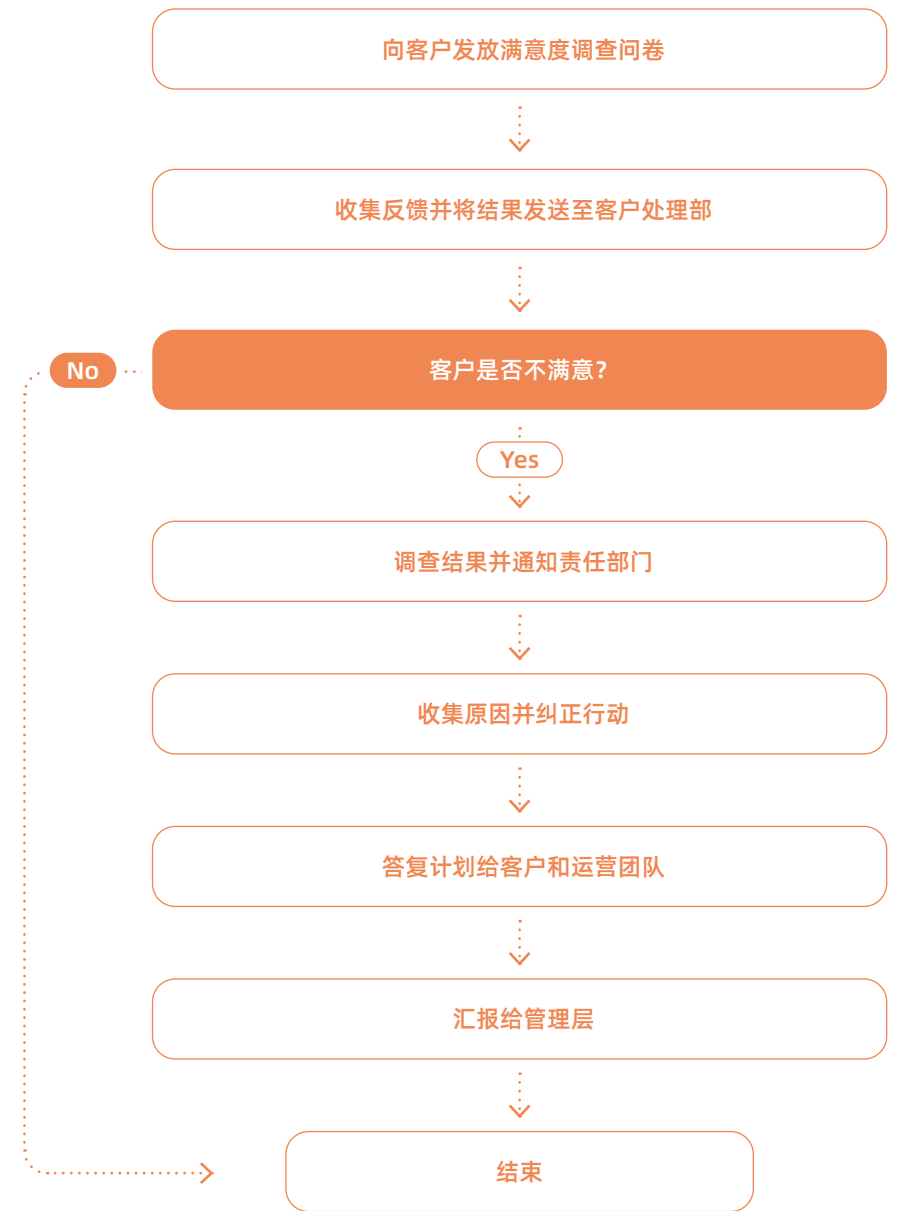 向客户发放满意度调查问卷
收集反馈并将结果发送至客户处理部
No
客户是否不满意?
Yes
调查结果并通知责任部门
收集原因并纠正行动
答复计划给客户和运营团队
汇报给管理层
结束